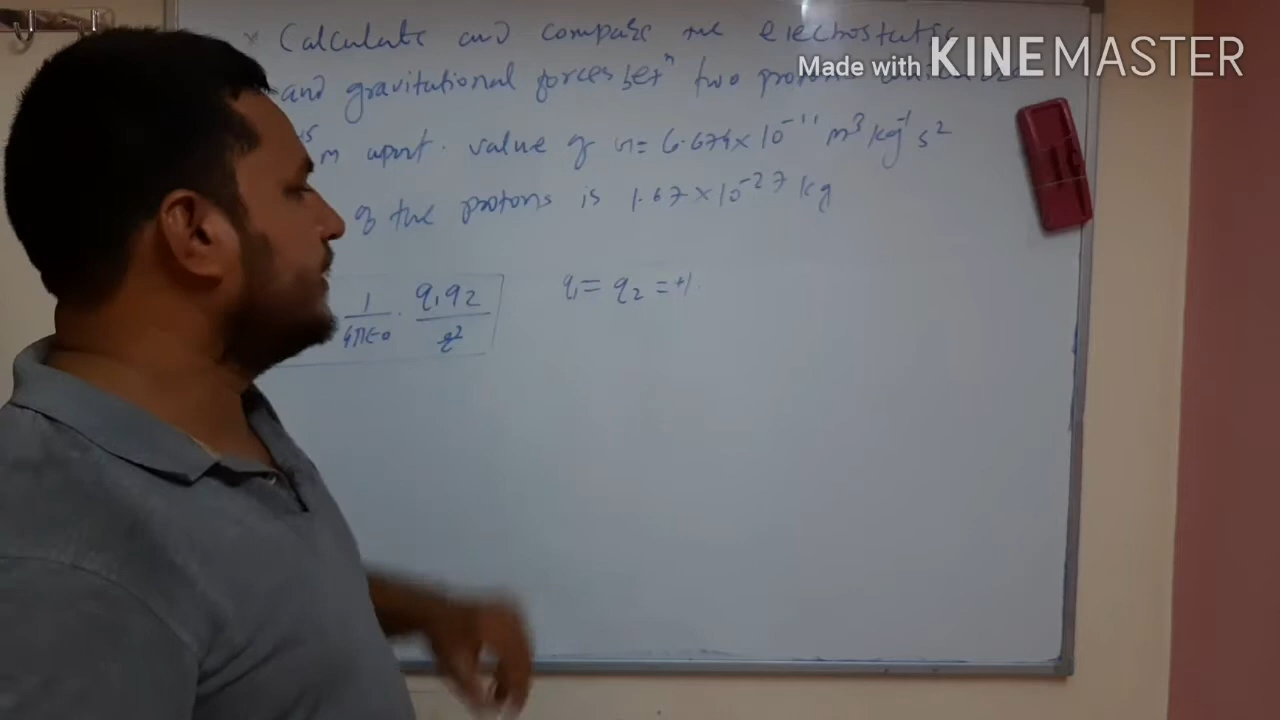 * Calculate and compare the electrostatic
Made with KINEMASTER
and gravitational forces betⁿ two protons
m apart. value of G = 6.674×10⁻¹¹ m³ kg⁻¹ s²
of the protons is 1.67×10⁻²⁷ kg
1/4π∈₀ · q₁q₂/r² q₁= q₂ = +1.